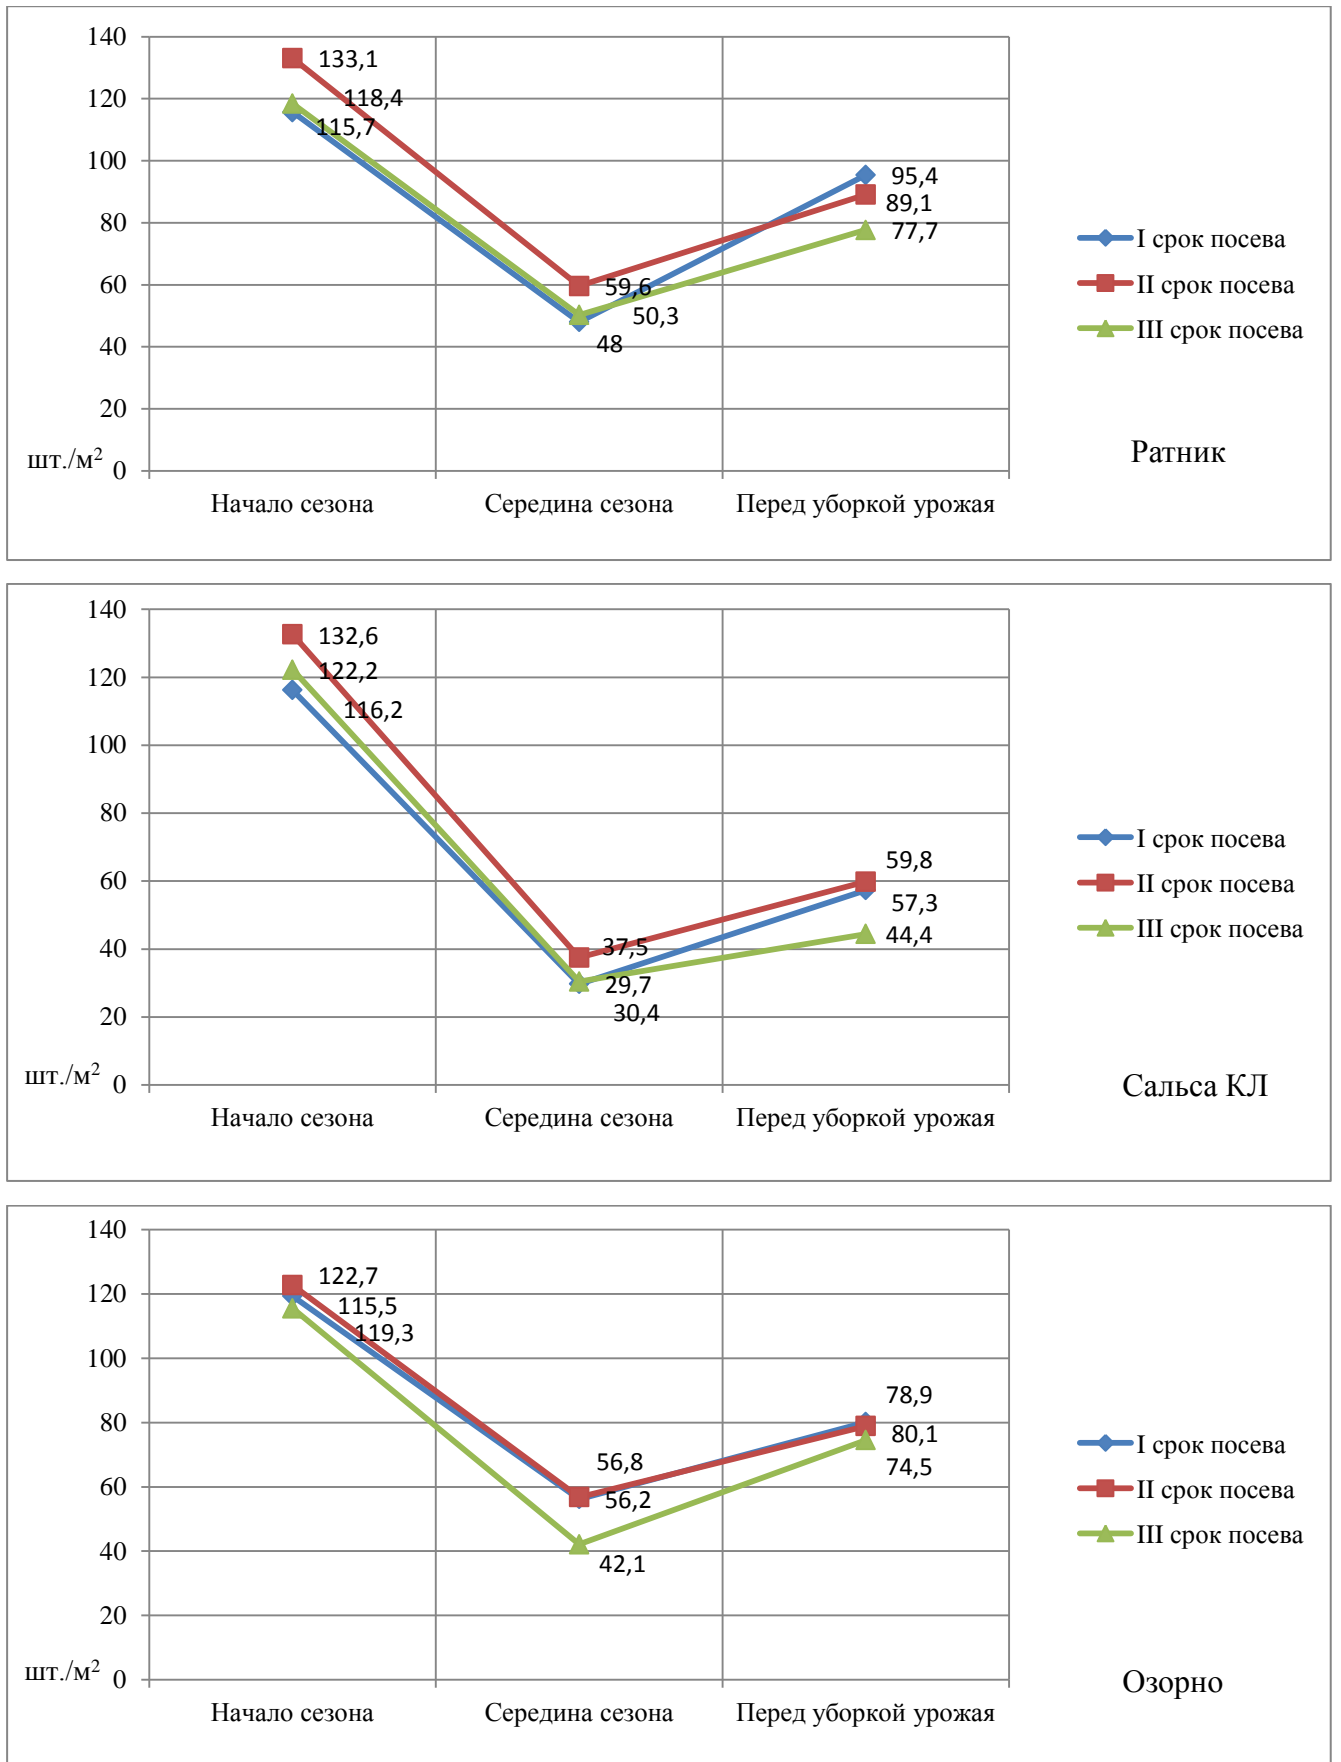 140
133,1
120
118,4
115,7
100
95,4
89,1
80
77,7
I срок посева
60
59,6
II срок посева
50,3
III срок посева
48
40
20
Ратник
шт./м²
0
Начало сезона Середина сезона Перед уборкой урожая
140
132,6
120
122,2
116,2
100
80
59,8
I срок посева
60
57,3
II срок посева
44,4
III срок посева
40
37,5
29,7
30,4
20
шт./м²
0
Сальса КЛ
Начало сезона Середина сезона Перед уборкой урожая
140
122,7
120
115,5
119,3
100
78,9
80
80,1
I срок посева
74,5
56,8
60
56,2
II срок посева
III срок посева
40
42,1
20
шт./м²
0
Озорно
Начало сезона Середина сезона Перед уборкой урожая